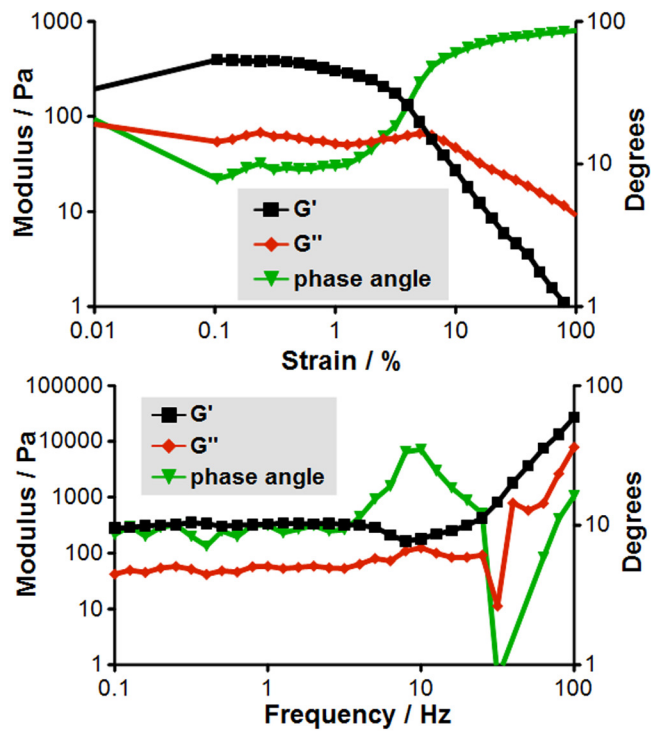 1000
100
10
1
Modulus / Pa
100
10
1
Degrees
G'
G''
phase angle
0.01
0.1
1
10
100
Strain / %
100000
10000
1000
100
10
1
Modulus / Pa
100
10
1
Degrees
G'
G''
phase angle
0.1
1
10
100
Frequency / Hz